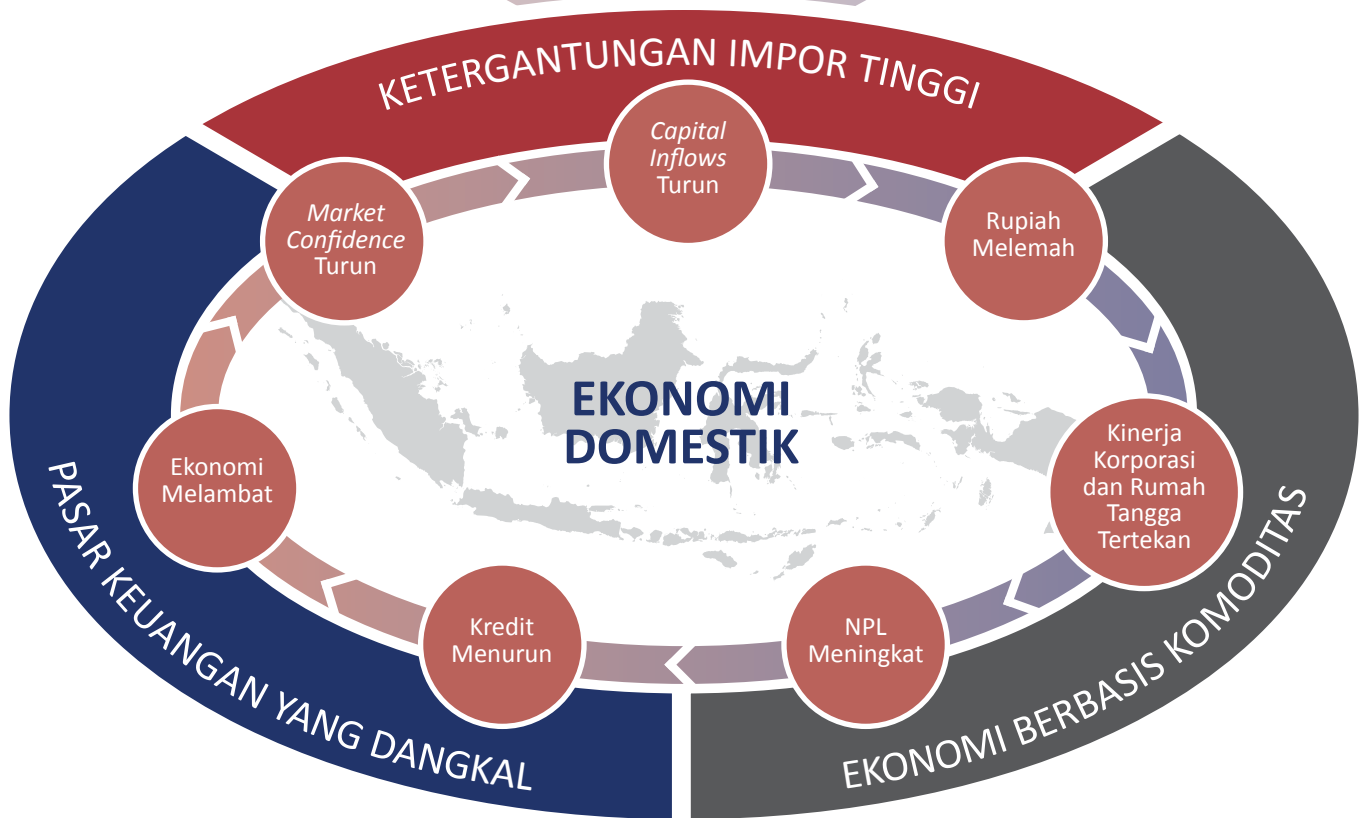 KETERGANTUNGAN IMPOR TINGGI
Capital
Inflows
Turun
Market
Confidence
Turun
Rupiah
Melemah
EKONOMI
DOMESTIK
Kinerja
Korporasi
dan Rumah
Tangga
Tertekan
Ekonomi
Melambat
Kredit
Menurun
NPL
Meningkat
PASAR KEUANGAN YANG DANGKAL
EKONOMI BERBASIS KOMODITAS